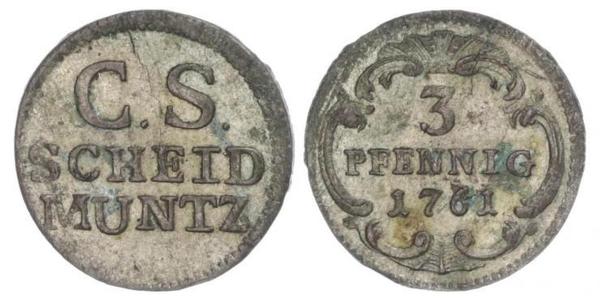 C. S.
SCHEID
MUNTZ
3
PFENNIG
1761